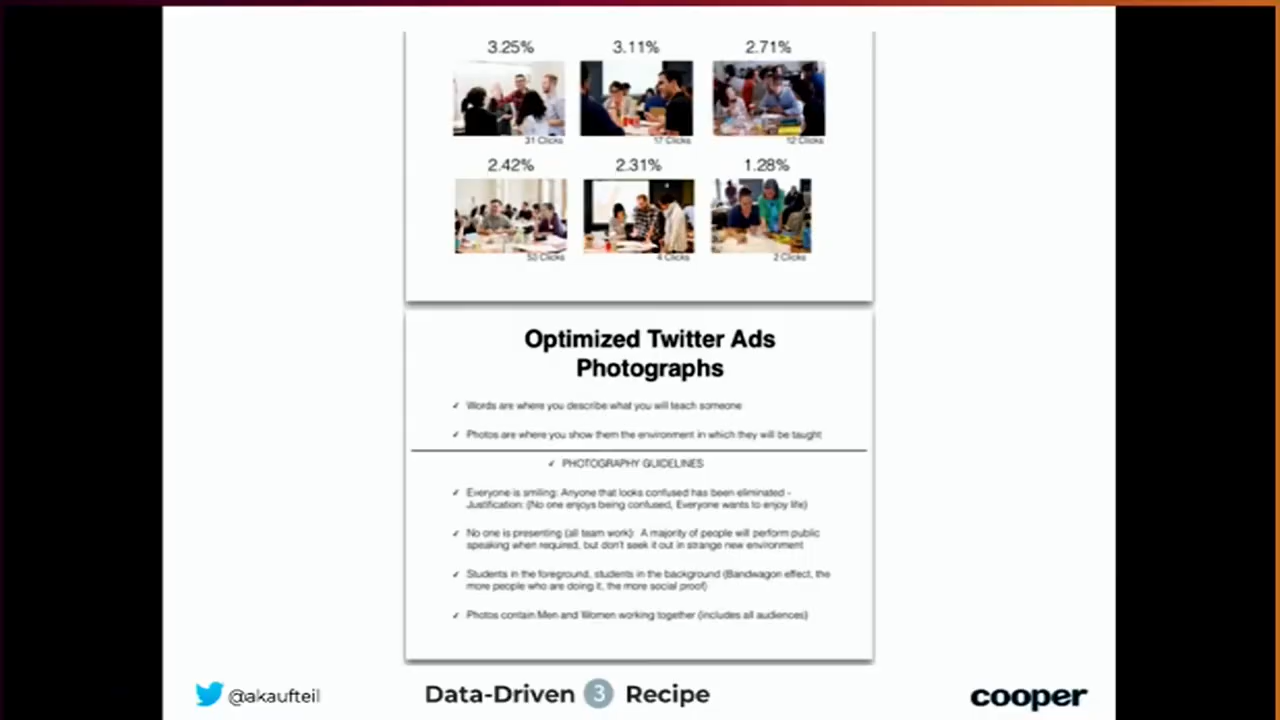 3.25% 3.11% 2.71%
31 Clicks 17 Clicks 12 Clicks
2.42% 2.31% 1.28%
53 Clicks 4 Clicks 2 Clicks
Optimized Twitter Ads
Photographs
✓ Words are where you describe what you will teach someone
✓ Photos are where you show them the environment in which they will be taught
✓ PHOTOGRAPHY GUIDELINES
✓ Everyone is smiling: Anyone that looks confused has been eliminated -
Justification: (No one enjoys being confused, Everyone wants to enjoy life)
✓ No one is presenting (all team work): A majority of people will perform public
speaking when required, but don't seek it out in strange new environment
✓ Students in the foreground, students in the background (Bandwagon effect, the
more people who are doing it, the more social proof)
✓ Photos contain Men and Women working together (includes all audiences)
@akaufteil Data-Driven 3 Recipe cooper